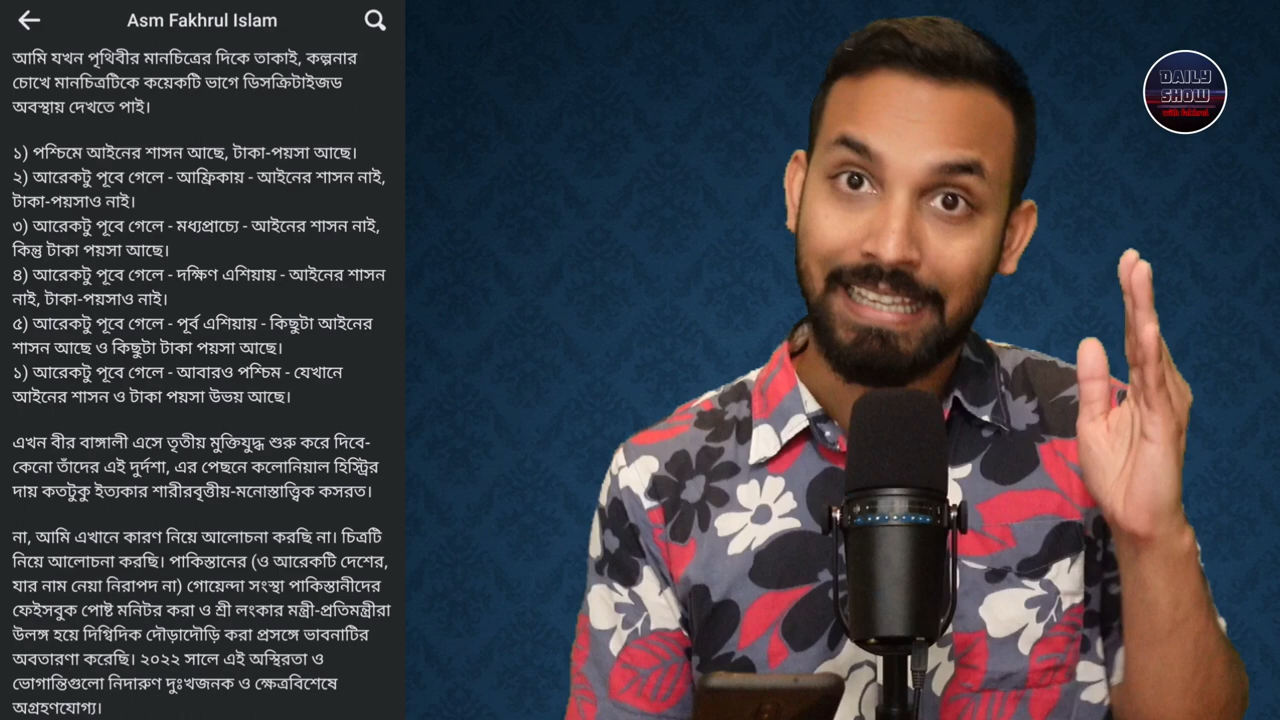 Asm Fakhrul Islam
আমি যখন পৃথিবীর মানচিত্রের দিকে তাকাই, কল্পনার
চোখে মানচিত্রটিকে কয়েকটি ভাগে ডিসক্রিটাইজড
অবস্থায় দেখতে পাই।
১) পশ্চিমে আইনের শাসন আছে, টাকা-পয়সা আছে।
২) আরেকটু পূবে গেলে - আফ্রিকায় - আইনের শাসন নাই,
টাকা-পয়সাও নাই।
৩) আরেকটু পূবে গেলে - মধ্যপ্রাচ্যে - আইনের শাসন নাই,
কিন্তু টাকা পয়সা আছে।
৪) আরেকটু পূবে গেলে - দক্ষিণ এশিয়ায় - আইনের শাসন
নাই, টাকা-পয়সাও নাই।
৫) আরেকটু পূবে গেলে - পূর্ব এশিয়ায় - কিছুটা আইনের
শাসন আছে ও কিছুটা টাকা পয়সা আছে।
১) আরেকটু পূবে গেলে - আবারও পশ্চিম - যেখানে
আইনের শাসন ও টাকা পয়সা উভয় আছে।
এখন বীর বাঙ্গালী এসে তৃতীয় মুক্তিযুদ্ধ শুরু করে দিবে-
কেনো তাঁদের এই দুর্দশা, এর পেছনে কলোনিয়াল হিস্ট্রির
দায় কতটুকু ইত্যকার শারীরবৃত্তীয়-মনোস্তাত্ত্বিক কসরত।
না, আমি এখানে কারণ নিয়ে আলোচনা করছি না। চিত্রটি
নিয়ে আলোচনা করছি। পাকিস্তানের (ও আরেকটি দেশের,
যার নাম নেয়া নিরাপদ না) গোয়েন্দা সংস্থা পাকিস্তানীদের
ফেইসবুক পোষ্ট মনিটর করা ও শ্রী লংকার মন্ত্রী-প্রতিমন্ত্রীরা
উলঙ্গ হয়ে দিগ্বিদিক দৌড়াদৌড়ি করা প্রসঙ্গে ভাবনাটির
অবতারণা করেছি। ২০২২ সালে এই অস্থিরতা ও
ভোগান্তিগুলো নিদারুণ দুঃখজনক ও ক্ষেত্রবিশেষে
অগ্রহণযোগ্য।
DAILY
SHOW
with fakhrul